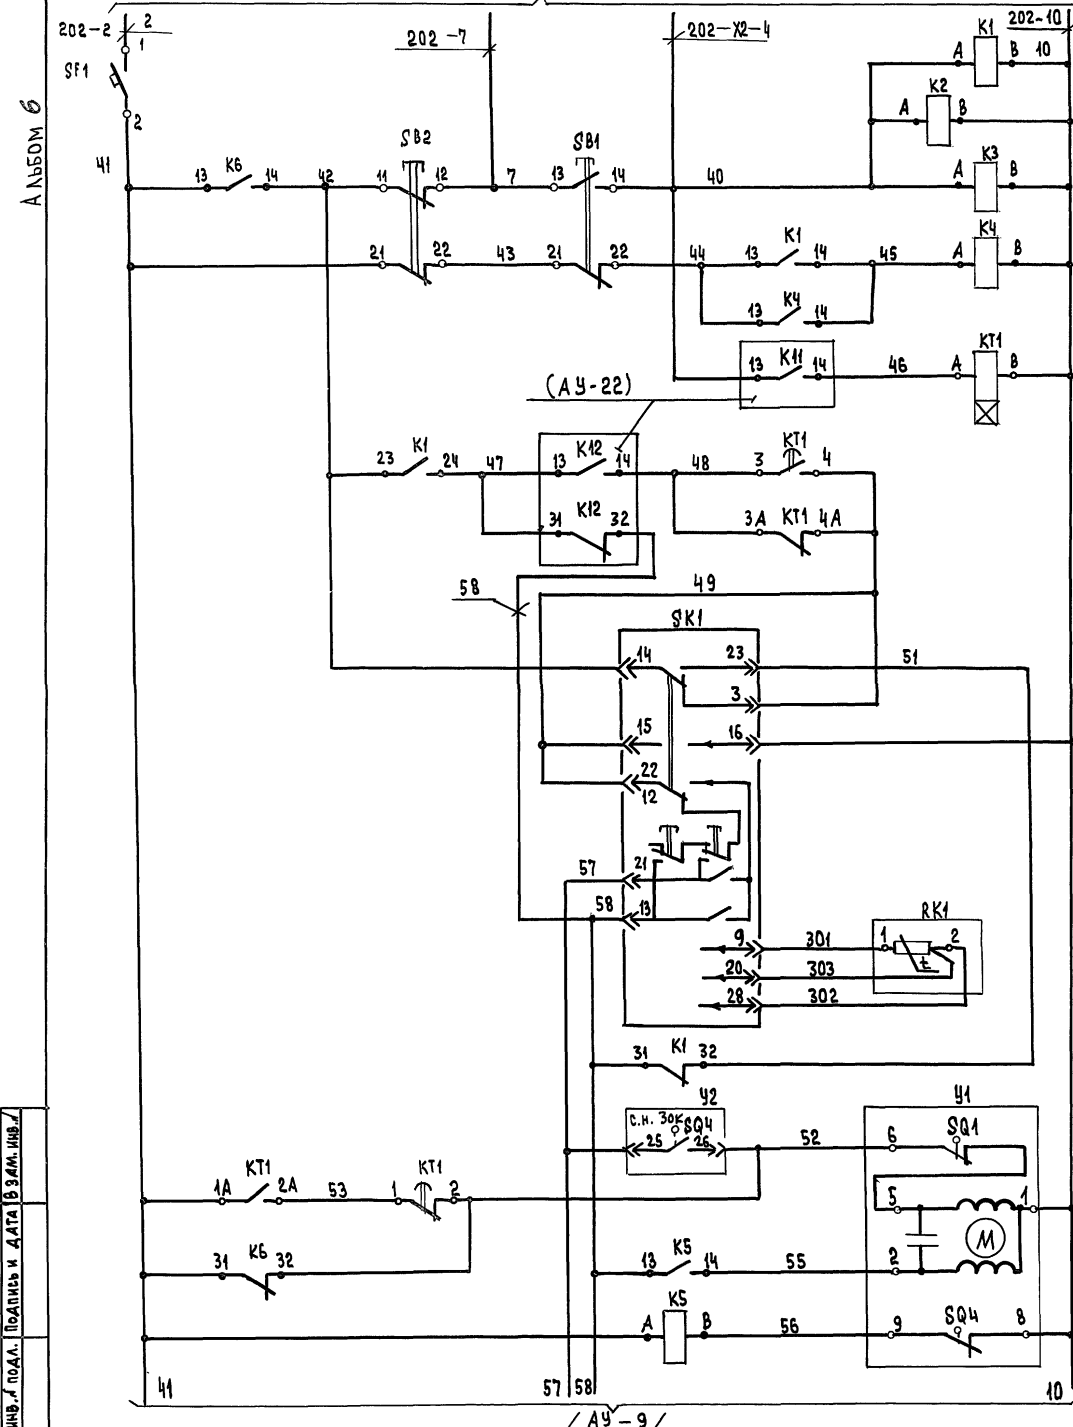 202-2 2 202-7 202-Х2-4 202-10
1 K1
SF1 A B 10
K2
2 A B
Альбом 6
41 SB2 SB1 K3
13 K6 14 42 11 12 7 13 14 40 A B
K1 K4
21 22 43 21 22 44 13 14 45 A B
13 K4 14
KT1
13 K11 14 46 A B
(АУ-22)
K1 K12 KT1
23 24 47 13 14 48 3 4
K12
31 32 3A KT1 4A
58 49
SK1
14 23 51
3
15 16
22
12
57 21
58 13 RK1
9 301 1 2
20 303 t
28 302
31 K1 32
У2 У1
с.н. ЗОК SQ4 SQ1
25 26 52 6
KT1 KT1
1A 2A 53 1 2 5 1
M
K6 K5
31 32 13 14 55 2
K5 SQ4
A B 56 9 8
41 57 58 10
(АУ-9)
Инв.№ подл. Подпись и дата Взам. инв.№